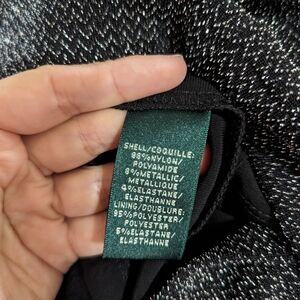 SHELL/COQUILLE:
88%NYLON/
POLYAMIDE
8%METALLIC/
METALLIQUE
4%ELASTANE/
ELASTHANNE
LINING/DOUBLURE:
95%POLYESTER/
POLYESTER
5%ELASTANE/
ELASTHANNE